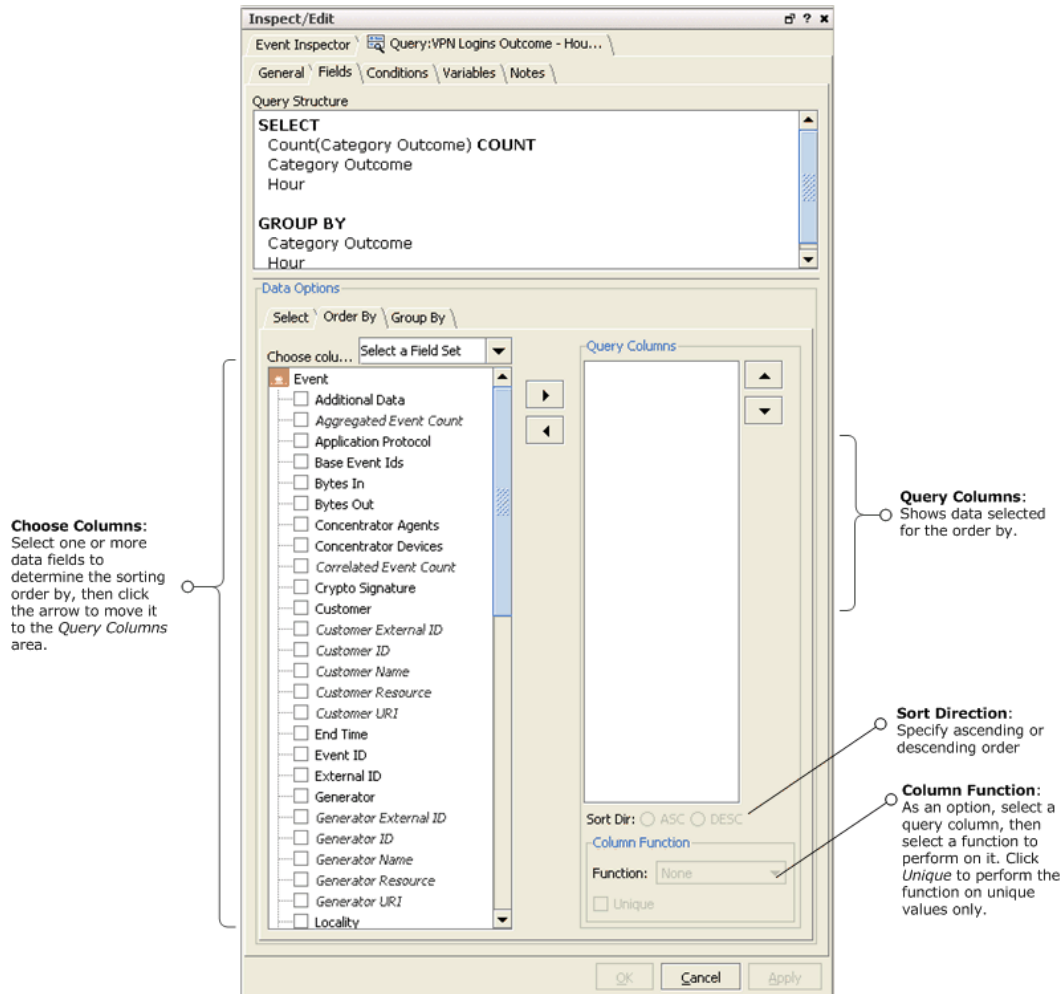 Inspect/Edit
Event Inspector
Query:VPN Logins Outcome - Hou...
General
Fields
Conditions
Variables
Notes
Query Structure
SELECT
Count(Category Outcome) COUNT
Category Outcome
Hour
GROUP BY
Category Outcome
Hour
Data Options
Select
Order By
Group By
Choose colu...
Select a Field Set
Event
Additional Data
Aggregated Event Count
Application Protocol
Base Event Ids
Bytes In
Bytes Out
Concentrator Agents
Concentrator Devices
Correlated Event Count
Crypto Signature
Customer
Customer External ID
Customer ID
Customer Name
Customer Resource
Customer URI
End Time
Event ID
External ID
Generator
Generator External ID
Generator ID
Generator Name
Generator Resource
Generator URI
Locality
Query Columns
Sort Dir:
ASC
DESC
Column Function
Function:
None
Unique
OK
Cancel
Apply
Choose Columns:
Select one or more
data fields to
determine the sorting
order by, then click
the arrow to move it
to the Query Columns
area.
Query Columns:
Shows data selected
for the order by.
Sort Direction:
Specify ascending or
descending order
Column Function:
As an option, select a
query column, then
select a function to
perform on it. Click
Unique to perform the
function on unique
values only.